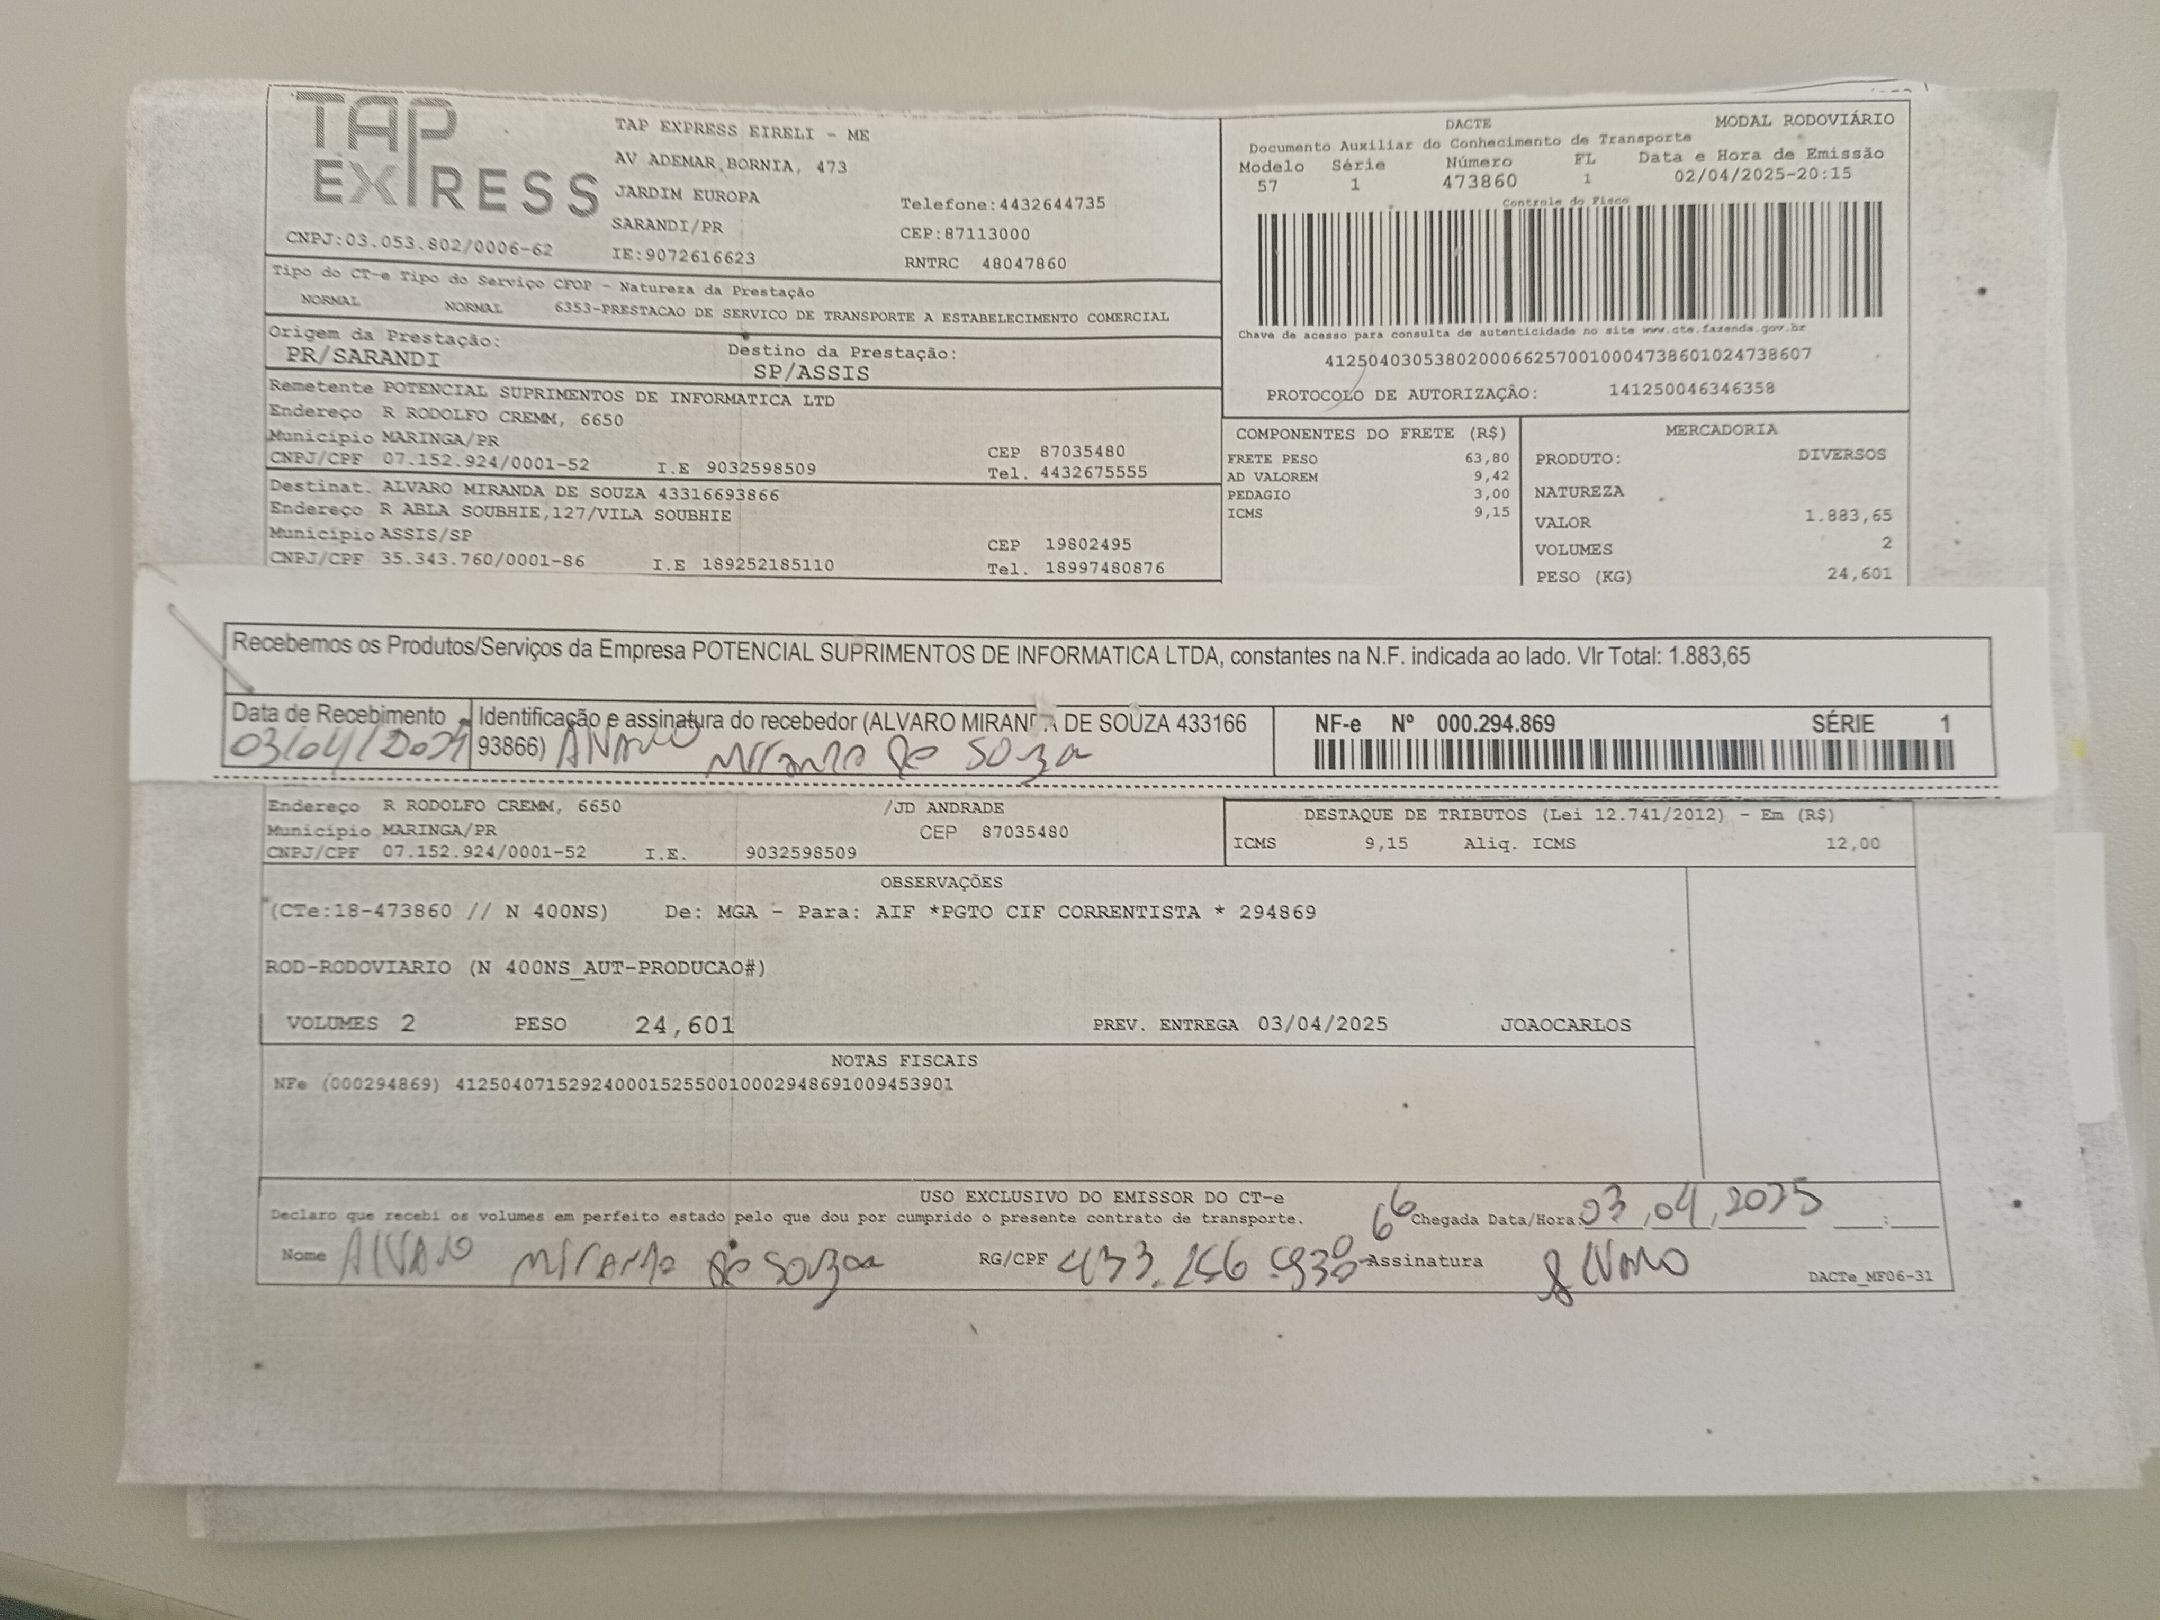 TAP EXPRESS
TAP EXPRESS EIRELI - ME
AV ADEMAR BORNIA, 473
JARDIM EUROPA
Telefone:4432644735
SARANDI/PR
CEP:87113000
CNPJ:03.053.802/0006-62
IE:9072616623
RNTRC 48047860
DACTE
MODAL RODOVIÁRIO
Documento Auxiliar do Conhecimento de Transporte
Modelo Série Número FL Data e Hora de Emissão
57 1 473860 1 02/04/2025-20:15
Controle do Fisco
Chave de acesso para consulta de autenticidade no site www.cte.fazenda.gov.br
41250403053802000662570010004738601024738607
PROTOCOLO DE AUTORIZAÇÃO: 141250046346358
Tipo do CT-e Tipo do Serviço CFOP - Natureza da Prestação
NORMAL NORMAL 6353-PRESTACAO DE SERVICO DE TRANSPORTE A ESTABELECIMENTO COMERCIAL
Origem da Prestação: Destino da Prestação:
PR/SARANDI SP/ASSIS
Remetente POTENCIAL SUPRIMENTOS DE INFORMATICA LTD
Endereço R RODOLFO CREMM, 6650
Município MARINGA/PR CEP 87035480
CNPJ/CPF 07.152.924/0001-52 I.E 9032598509 Tel. 4432675555
Destinat. ALVARO MIRANDA DE SOUZA 43316693866
Endereço R ABLA SOUBHIE,127/VILA SOUBHIE
Município ASSIS/SP CEP 19802495
CNPJ/CPF 35.343.760/0001-86 I.E 189252185110 Tel. 18997480876
COMPONENTES DO FRETE (R$)
FRETE PESO 63,80
AD VALOREM 9,42
PEDAGIO 3,00
ICMS 9,15
MERCADORIA
PRODUTO: DIVERSOS
NATUREZA
VALOR 1.883,65
VOLUMES 2
PESO (KG) 24,601
Recebemos os Produtos/Serviços da Empresa POTENCIAL SUPRIMENTOS DE INFORMATICA LTDA, constantes na N.F. indicada ao lado. Vlr Total: 1.883,65
Data de Recebimento
03/04/
Identificação e assinatura do recebedor (ALVARO MIRANDA DE SOUZA 433166
93866) Alvaro Miranda de Souza
NF-e Nº 000.294.869 SÉRIE 1
Endereço R RODOLFO CREMM, 6650 /JD ANDRADE
Município MARINGA/PR CEP 87035480
CNPJ/CPF 07.152.924/0001-52 I.E. 9032598509
DESTAQUE DE TRIBUTOS (Lei 12.741/2012) - Em (R$)
ICMS 9,15 Aliq. ICMS 12,00
OBSERVAÇÕES
(CTe:18-473860 // N 400NS) De: MGA - Para: AIF *PGTO CIF CORRENTISTA * 294869
ROD-RODOVIARIO (N 400NS_AUT-PRODUCAO#)
VOLUMES 2 PESO 24,601 PREV. ENTREGA 03/04/2025 JOAOCARLOS
NOTAS FISCAIS
NFe (000294869) 41250407152924000152550010002948691009453901
USO EXCLUSIVO DO EMISSOR DO CT-e
Declaro que recebi os volumes em perfeito estado pelo que dou por cumprido o presente contrato de transporte. 66 Chegada Data/Hora: 03,04,2025 :
Nome Alvaro Miranda de Souza RG/CPF Assinatura Alvaro
DACTe_MF06-31